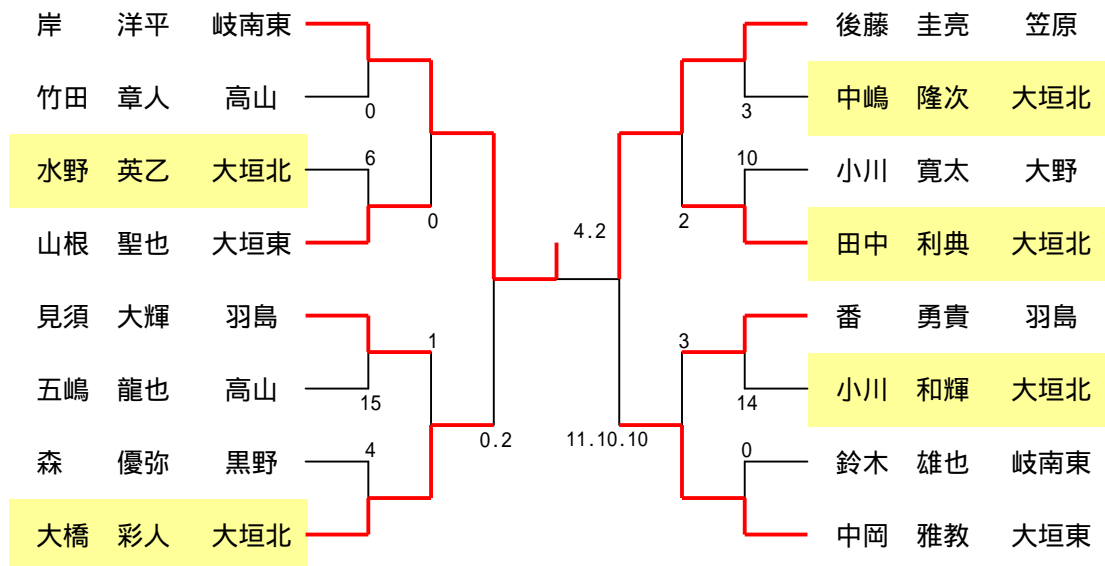 岸 洋平 岐南東
竹田 章人 高山
0
水野 英乙 大垣北
6
山根 聖也 大垣東
0
見須 大輝 羽島
1
五嶋 龍也 高山
15
森 優弥 黒野
4
大橋 彩人 大垣北
0.2
4.2
11.10.10
後藤 圭亮 笠原
中嶋 隆次 大垣北
3
小川 寛太 大野
10
田中 利典 大垣北
2
番 勇貴 羽島
3
小川 和輝 大垣北
14
鈴木 雄也 岐南東
0
中岡 雅教 大垣東